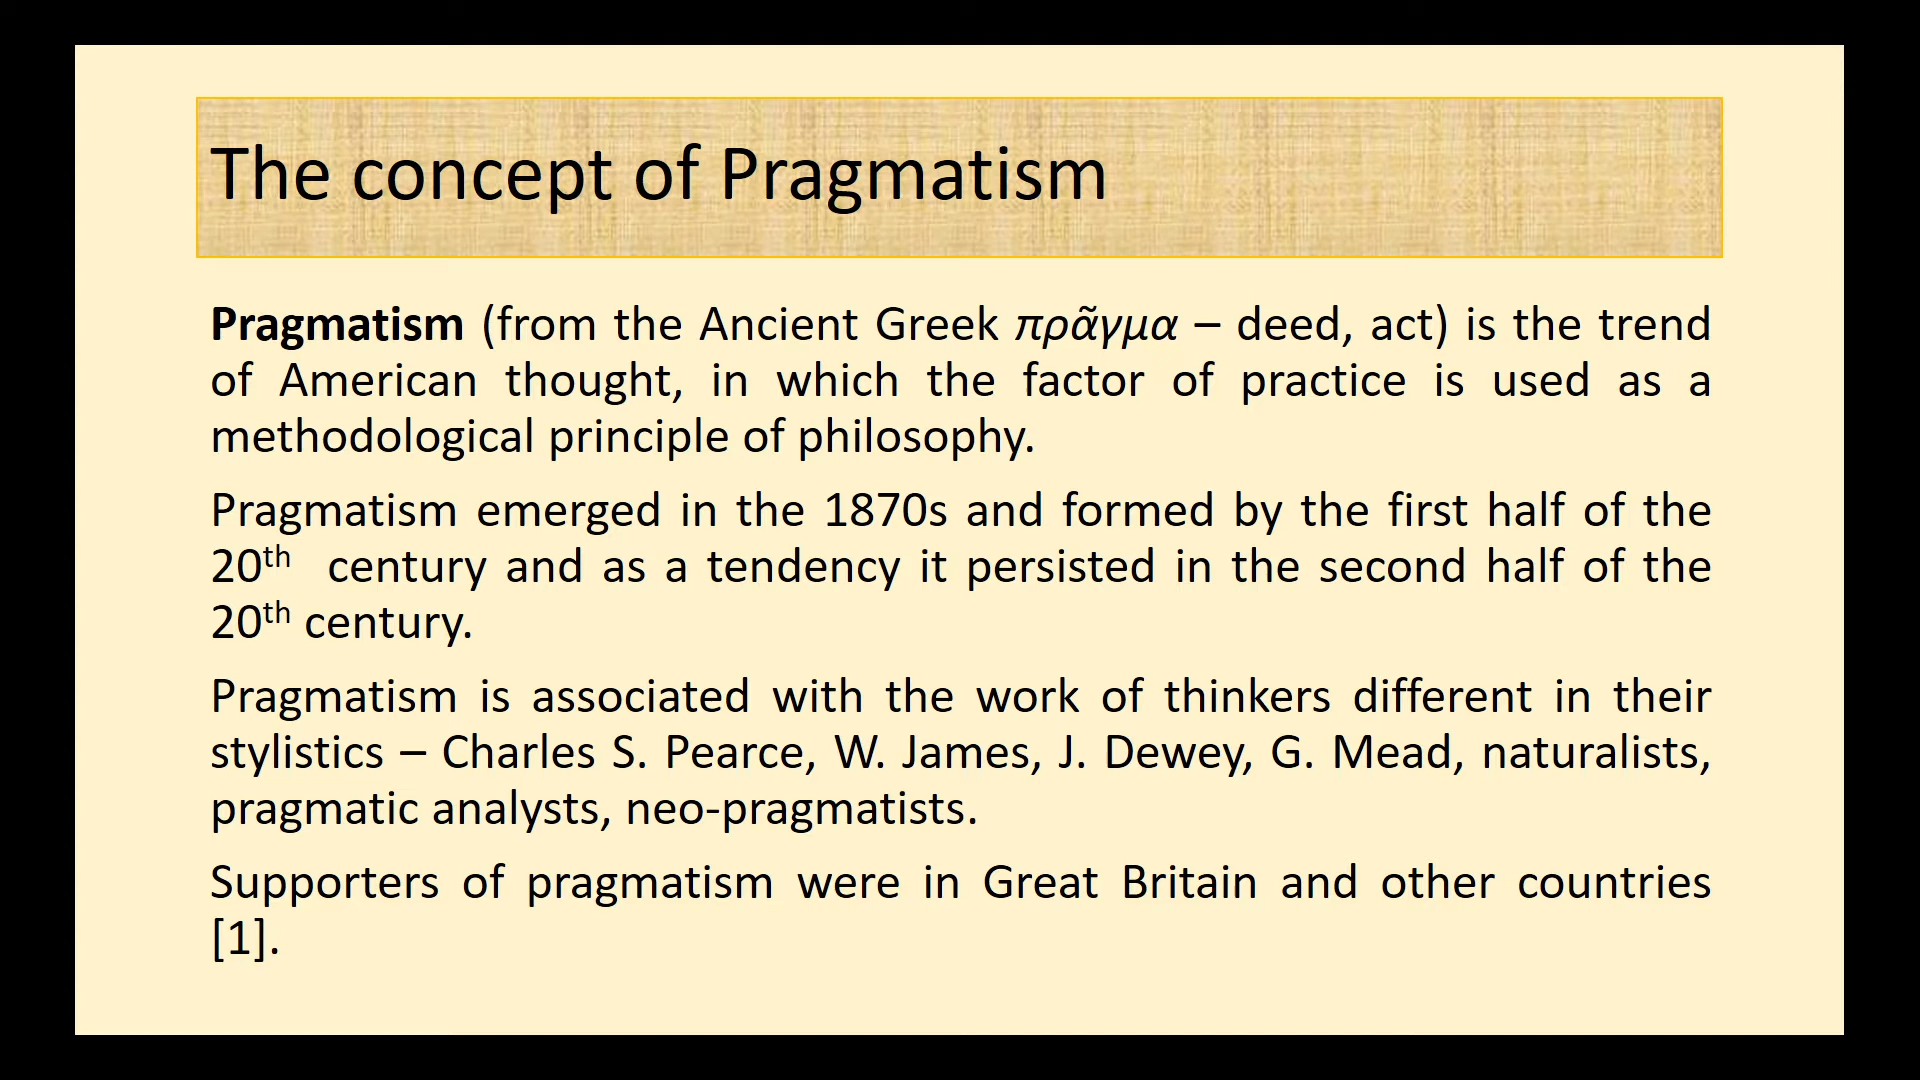 The concept of Pragmatism
Pragmatism (from the Ancient Greek πρᾶγμα – deed, act) is the trend
of American thought, in which the factor of practice is used as a
methodological principle of philosophy.
Pragmatism emerged in the 1870s and formed by the first half of the
20th century and as a tendency it persisted in the second half of the
20th century.
Pragmatism is associated with the work of thinkers different in their
stylistics – Charles S. Pearce, W. James, J. Dewey, G. Mead, naturalists,
pragmatic analysts, neo-pragmatists.
Supporters of pragmatism were in Great Britain and other countries
[1].